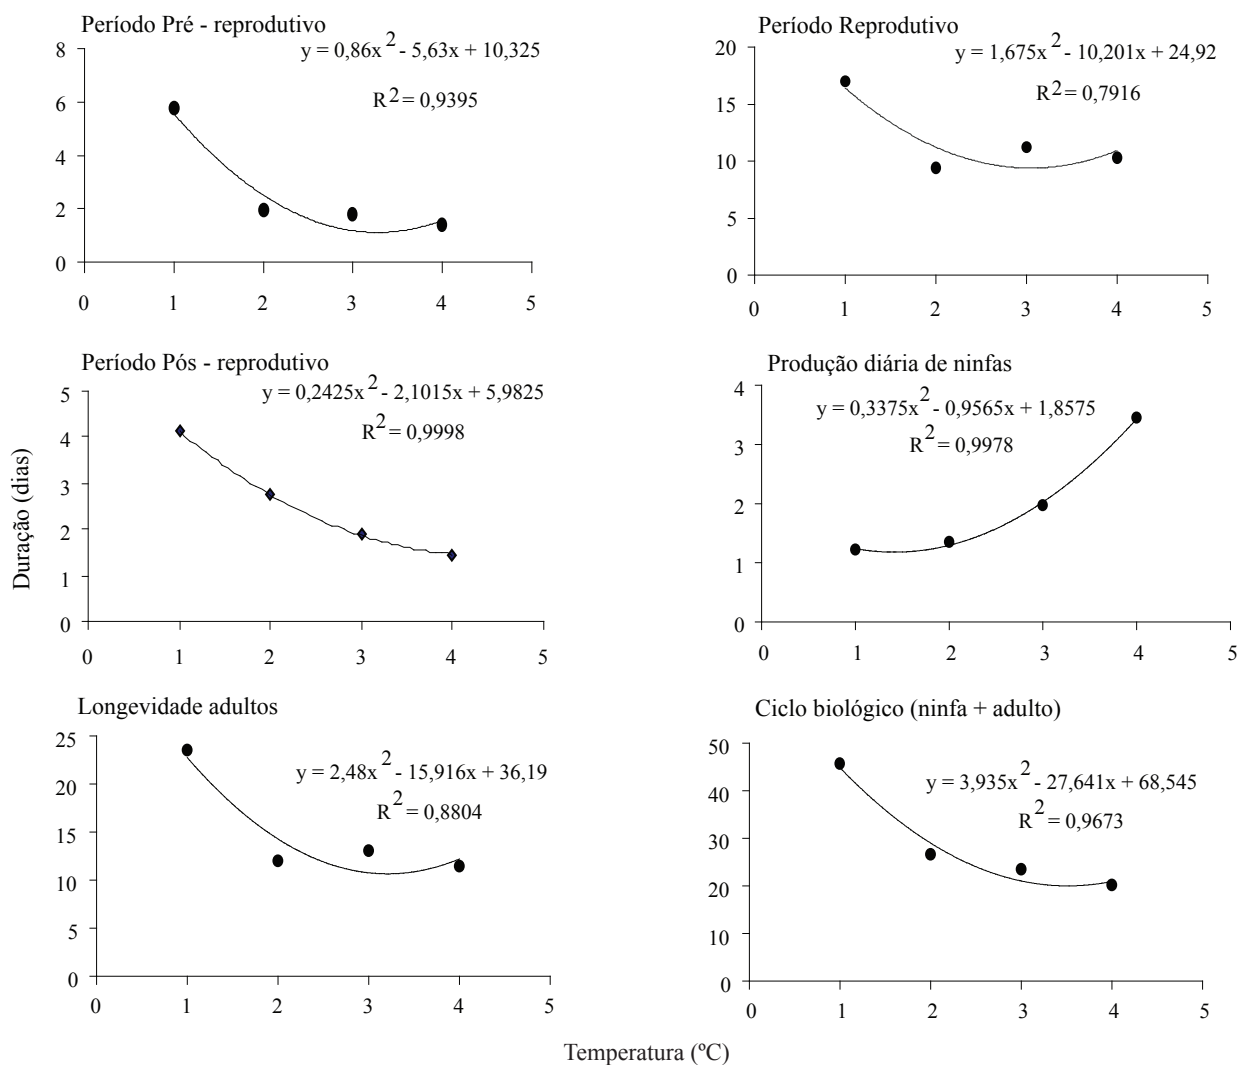 Período Pré - reprodutivo
y = 0,86x² - 5,63x + 10,325
R² = 0,9395
8
6
4
2
0
0 1 2 3 4 5
Período Reprodutivo
y = 1,675x² - 10,201x + 24,92
R² = 0,7916
20
15
10
5
0
0 1 2 3 4 5
Período Pós - reprodutivo
y = 0,2425x² - 2,1015x + 5,9825
R² = 0,9998
5
4
3
2
1
0
0 1 2 3 4 5
Produção diária de ninfas
y = 0,3375x² - 0,9565x + 1,8575
R² = 0,9978
4
3
2
1
0
0 1 2 3 4 5
Duração (dias)
Longevidade adultos
y = 2,48x² - 15,916x + 36,19
R² = 0,8804
25
20
15
10
5
0
0 1 2 3 4 5
Ciclo biológico (ninfa + adulto)
y = 3,935x² - 27,641x + 68,545
R² = 0,9673
50
40
30
20
10
0
0 1 2 3 4 5
Temperatura (ºC)